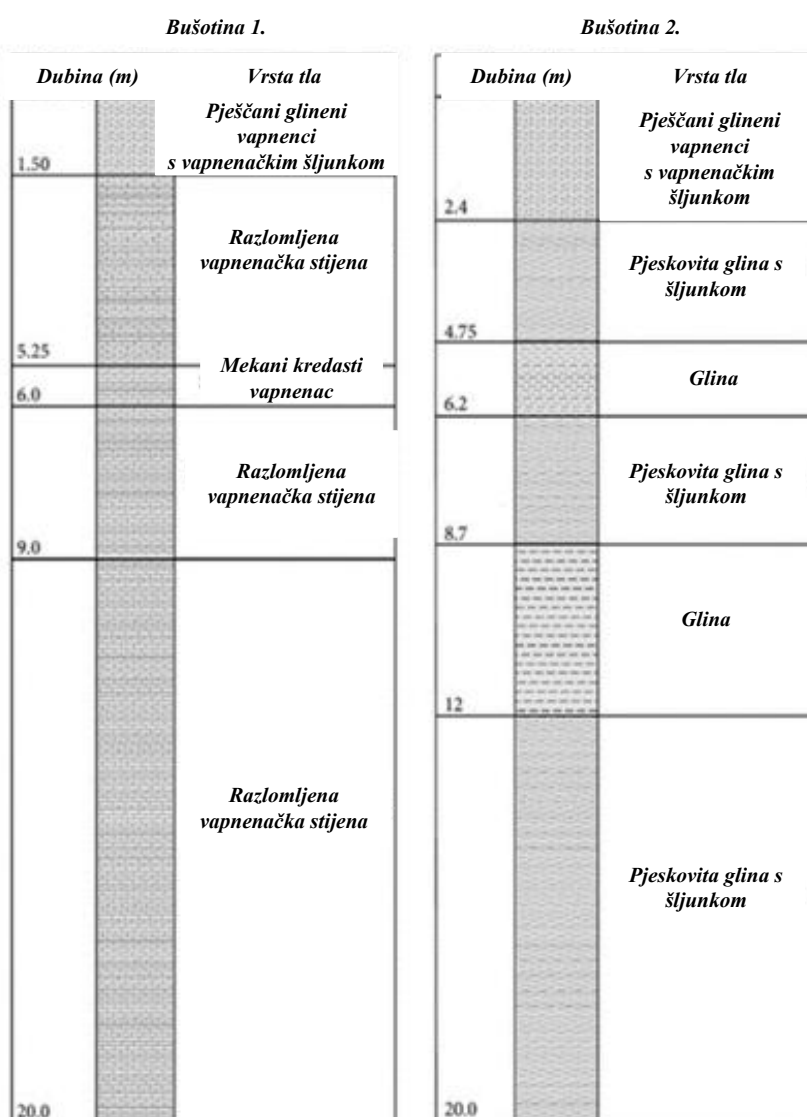 Bušotina 1.
Dubina (m) Vrsta tla
Pješčani glineni
vapnenci
s vapnenačkim šljunkom
1.50
Razlomljena
vapnenačka stijena
5.25
Mekani kredasti
vapnenac
6.0
Razlomljena
vapnenačka stijena
9.0
Razlomljena
vapnenačka stijena
20.0
Bušotina 2.
Dubina (m) Vrsta tla
Pješčani glineni
vapnenci
s vapnenačkim
šljunkom
2.4
Pjeskovita glina s
šljunkom
4.75
Glina
6.2
Pjeskovita glina s
šljunkom
8.7
Glina
12
Pjeskovita glina s
šljunkom
20.0